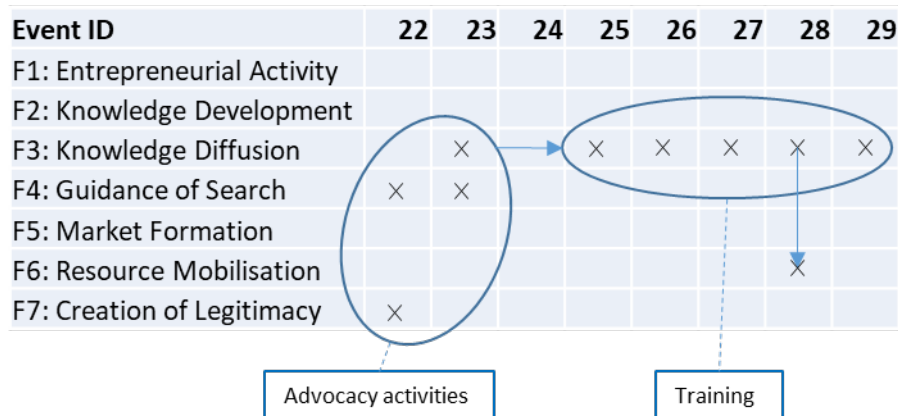 Event ID 22 23 24 25 26 27 28 29
F1: Entrepreneurial Activity
F2: Knowledge Development
F3: Knowledge Diffusion X X X X X X
F4: Guidance of Search X X
F5: Market Formation
F6: Resource Mobilisation X
F7: Creation of Legitimacy X
Advocacy activities Training